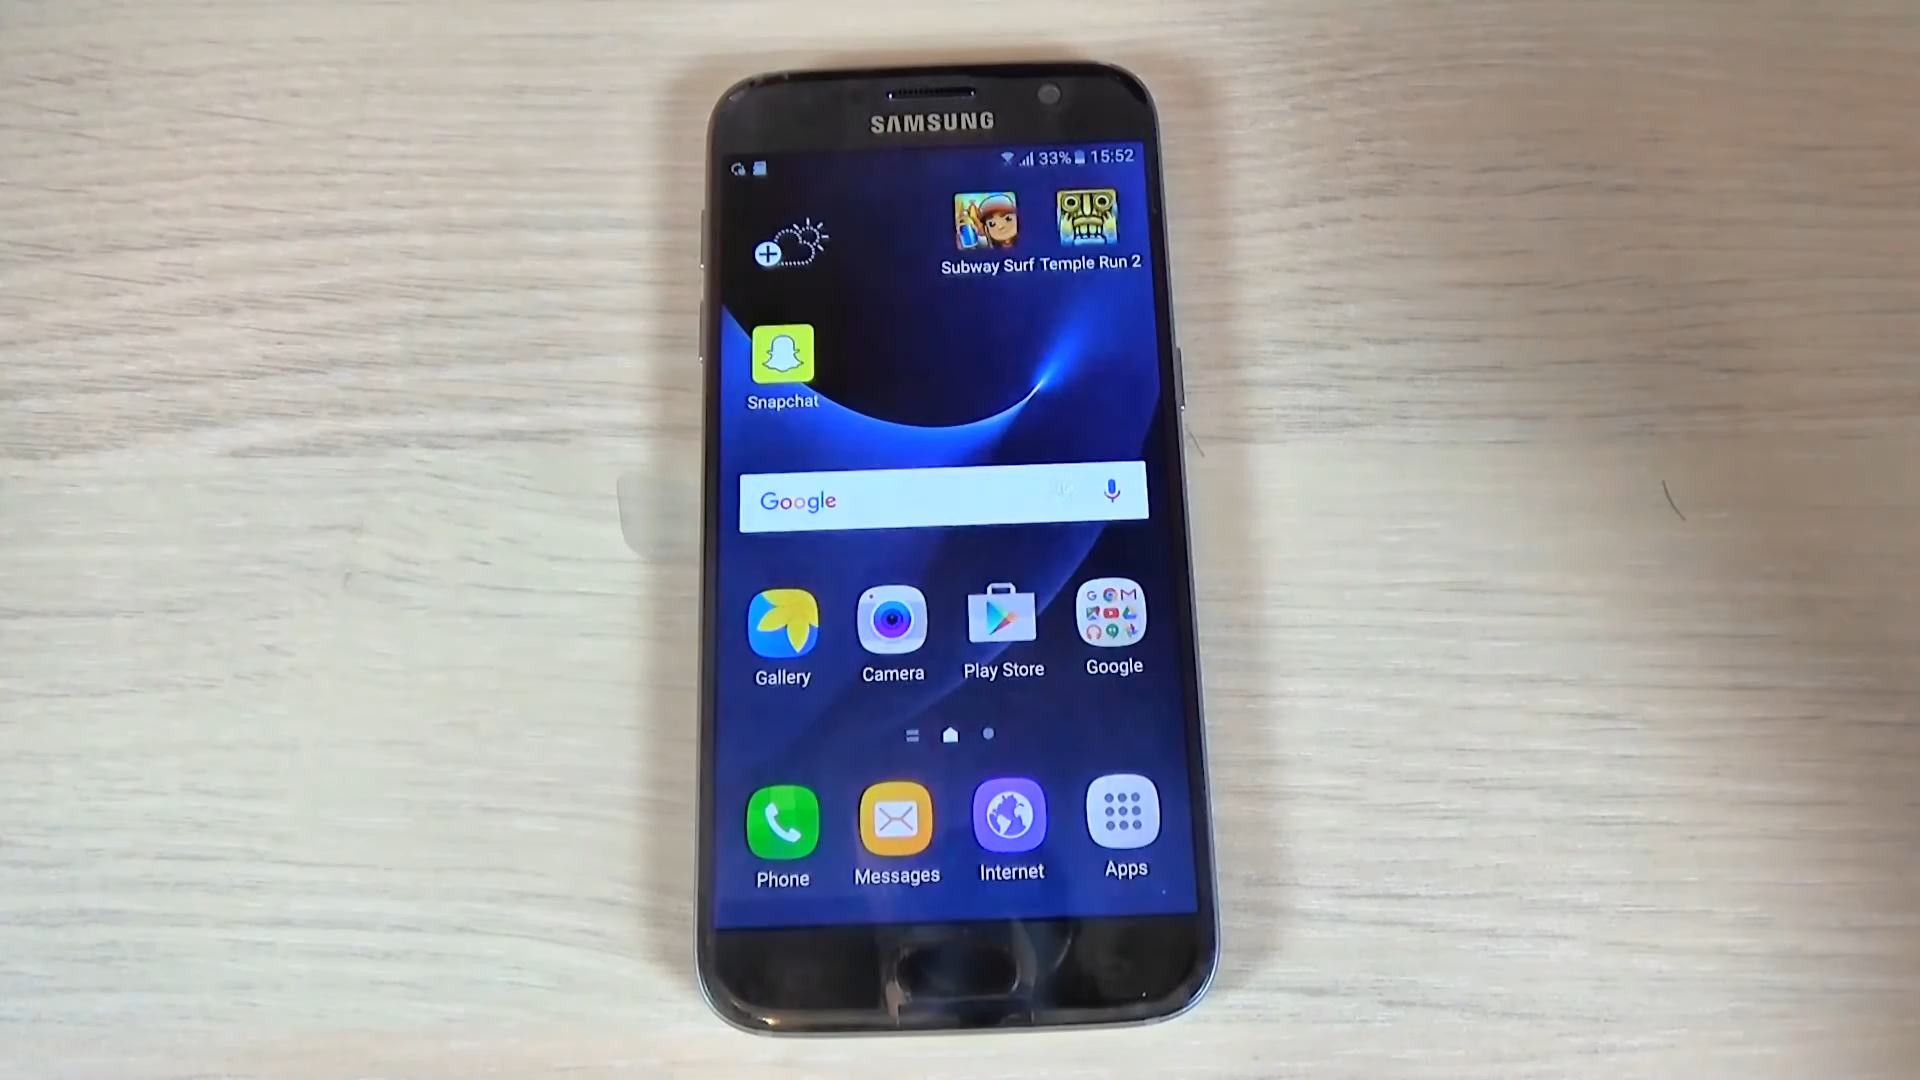 SAMSUNG
33% 15:52
Subway Surf Temple Run 2
Snapchat
Google
Gallery Camera Play Store Google
Phone Messages Internet Apps